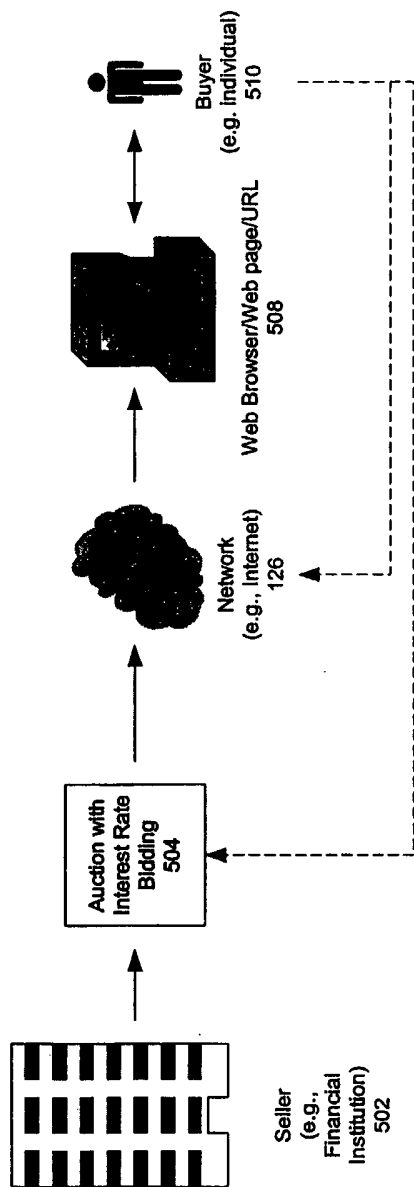 Seller
(e.g.,
Financial
Institution)
502
Auction with
Interest Rate
Bidding
504
Network
(e.g., Internet)
126
Web Browser/Web page/URL
508
Buyer
(e.g. individual)
510